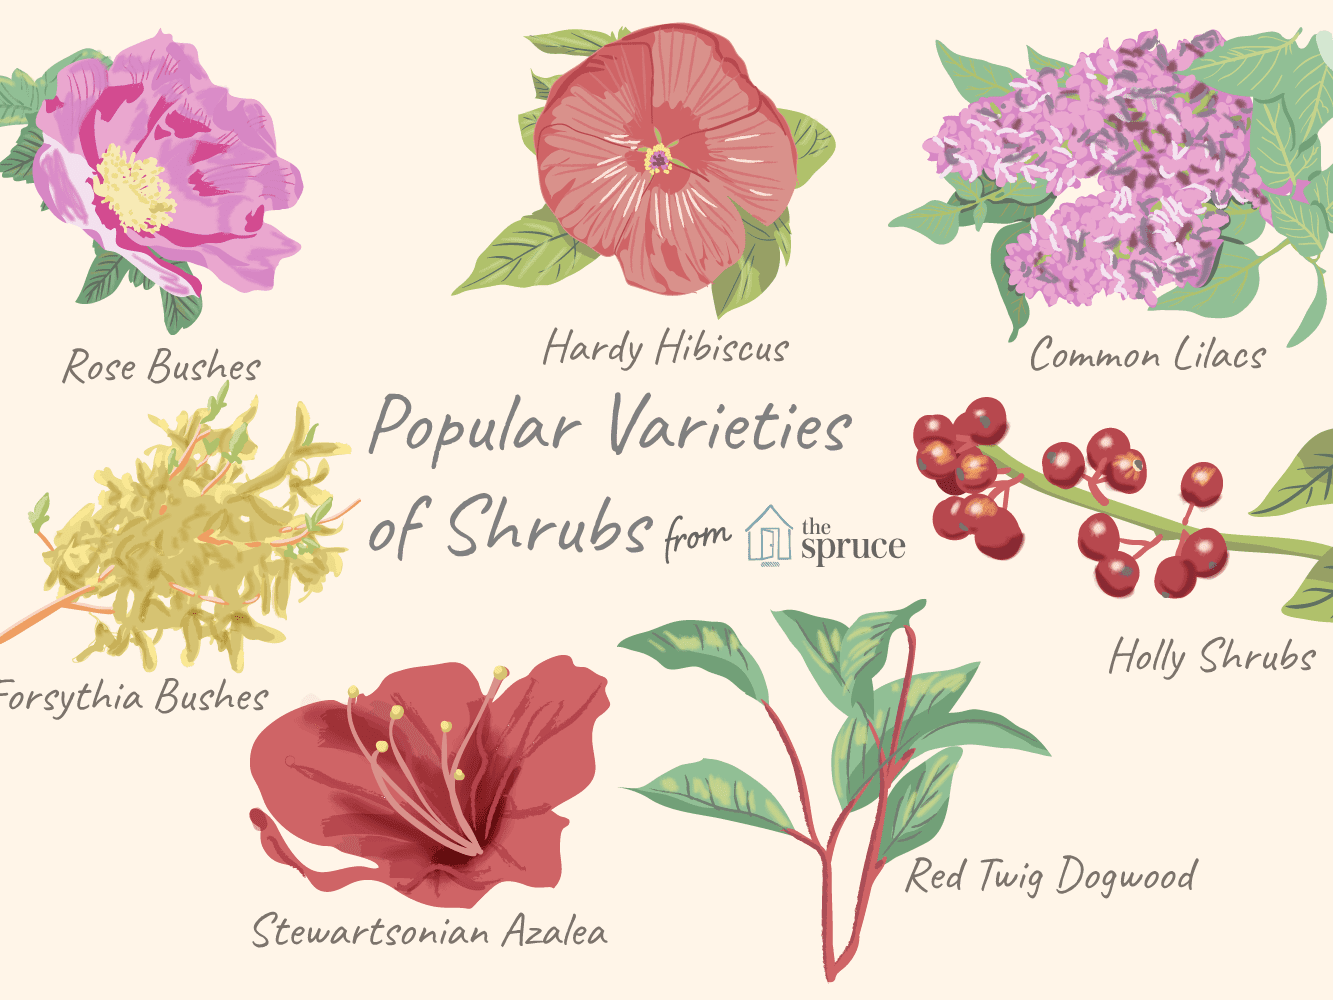 Rose Bushes
Hardy Hibiscus
Common Lilacs
Popular Varieties
of Shrubs from the spruce
Forsythia Bushes
Holly Shrubs
Stewartsonian Azalea
Red Twig Dogwood